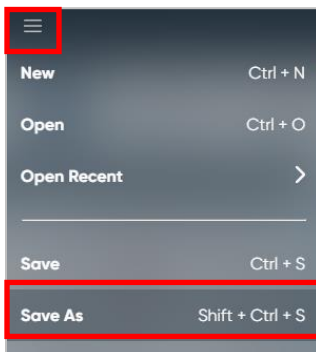 New Ctrl + N
Open Ctrl + O
Open Recent
Save Ctrl + S
Save As Shift + Ctrl + S